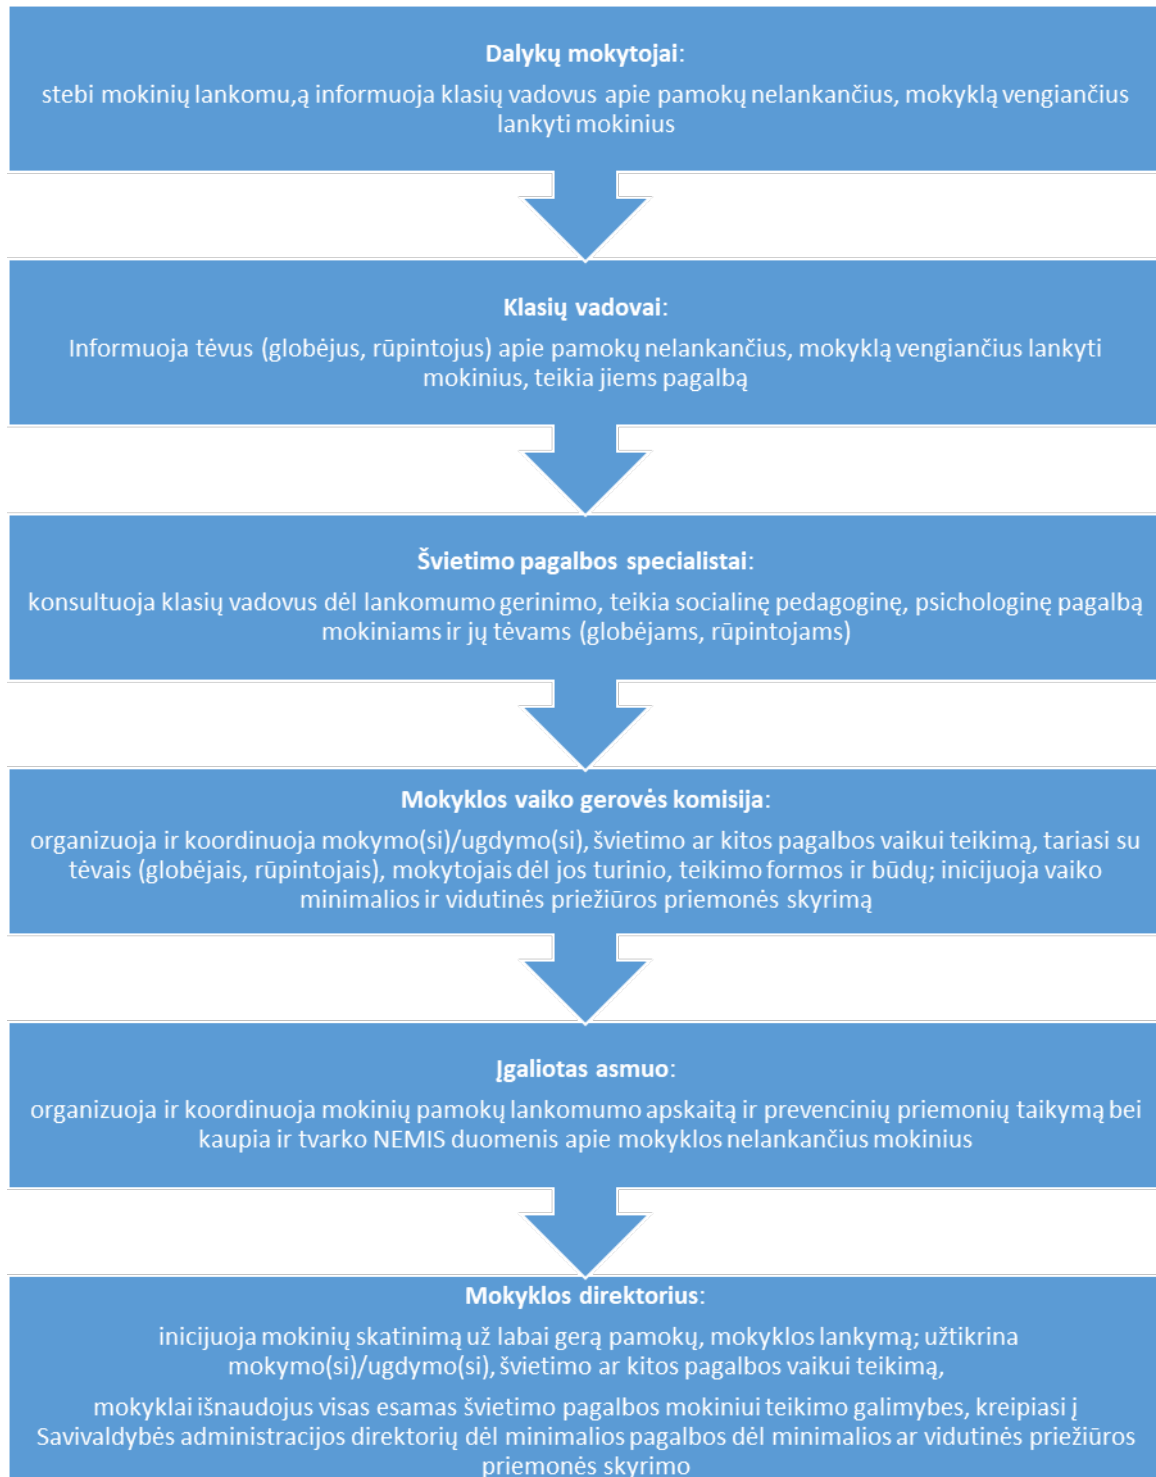 Dalykų mokytojai:
stebi mokinių lankomu,ą informuoja klasių vadovus apie pamokų nelankančius, mokyklą vengiančius
lankyti mokinius
Klasių vadovai:
Informuoja tėvus (globėjus, rūpintojus) apie pamokų nelankančius, mokyklą vengiančius lankyti
mokinius, teikia jiems pagalbą
Švietimo pagalbos specialistai:
konsultuoja klasių vadovus dėl lankomumo gerinimo, teikia socialinę pedagoginę, psichologinę pagalbą
mokiniams ir jų tėvams (globėjams, rūpintojams)
Mokyklos vaiko gerovės komisija:
organizuoja ir koordinuoja mokymo(si)/ugdymo(si), švietimo ar kitos pagalbos vaikui teikimą, tariasi su
tėvais (globėjais, rūpintojais), mokytojais dėl jos turinio, teikimo formos ir būdų; inicijuoja vaiko
minimalios ir vidutinės priežiūros priemonės skyrimą
Įgaliotas asmuo:
organizuoja ir koordinuoja mokinių pamokų lankomumo apskaitą ir prevencinių priemonių taikymą bei
kaupia ir tvarko NEMIS duomenis apie mokyklos nelankančius mokinius
Mokyklos direktorius:
inicijuoja mokinių skatinimą už labai gerą pamokų, mokyklos lankymą; užtikrina
mokymo(si)/ugdymo(si), švietimo ar kitos pagalbos vaikui teikimą,
mokyklai išnaudojus visas esamas švietimo pagalbos mokiniui teikimo galimybes, kreipiasi į
Savivaldybės administracijos direktorių dėl minimalios pagalbos dėl minimalios ar vidutinės priežiūros
priemonės skyrimo